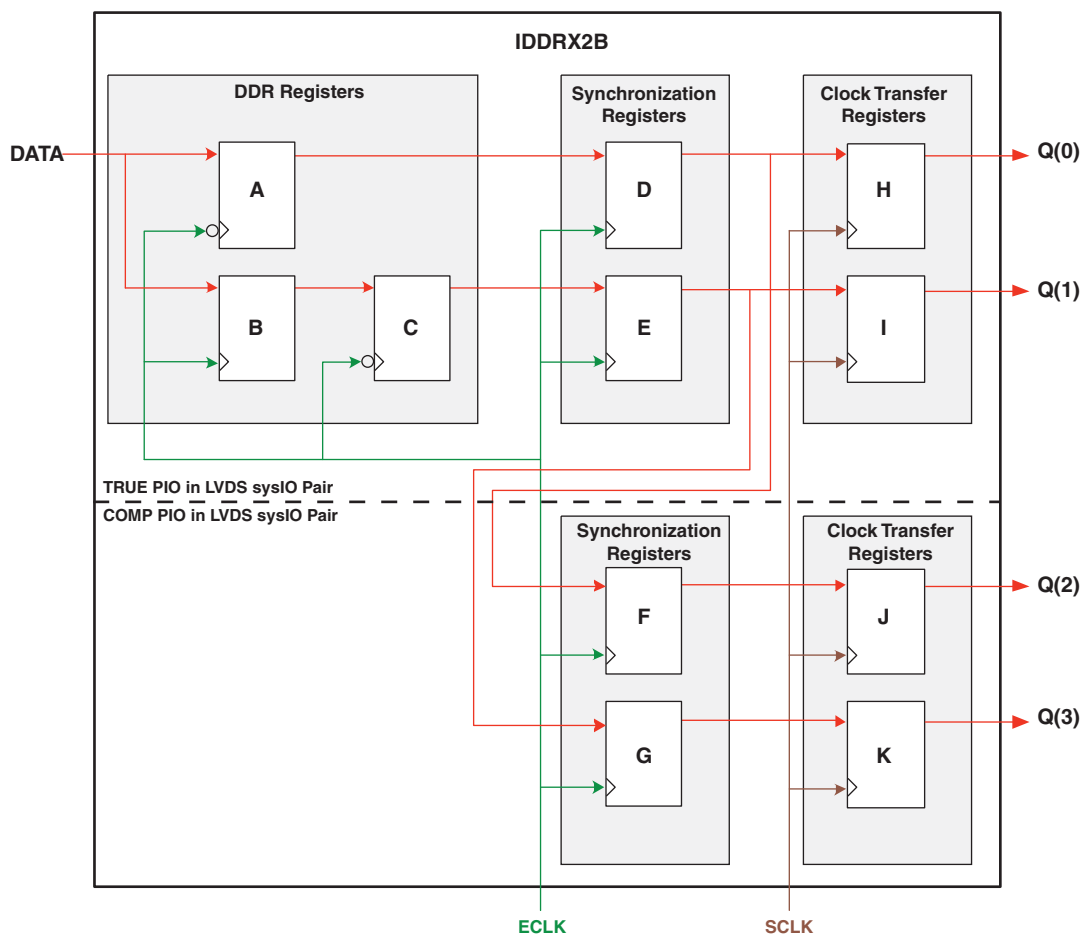 IDDRX2B
DDR Registers
Synchronization
Registers
Clock Transfer
Registers
DATA
A
D
H
Q(0)
B
C
E
I
Q(1)
TRUE PIO in LVDS sysIO Pair
COMP PIO in LVDS sysIO Pair
Synchronization
Registers
Clock Transfer
Registers
F
J
Q(2)
G
K
Q(3)
ECLK
SCLK